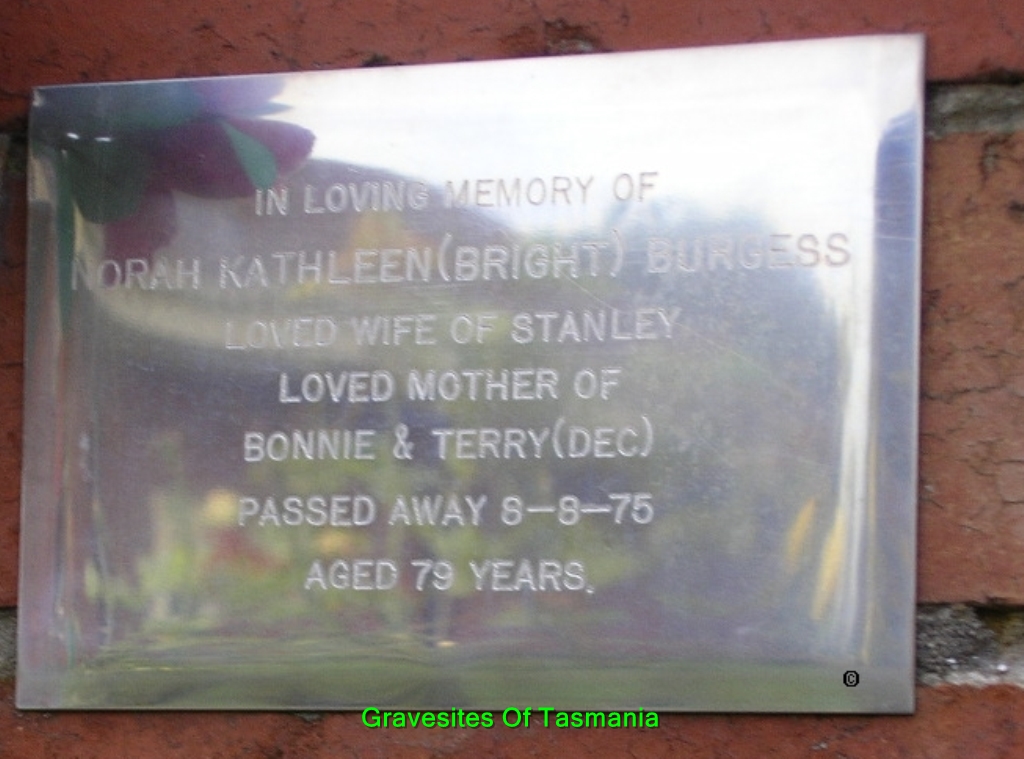 IN LOVING MEMORY OF
NORAH KATHLEEN(BRIGHT) BURGESS
LOVED WIFE OF STANLEY
LOVED MOTHER OF
BONNIE & TERRY(DEC)
PASSED AWAY 8-8-75
AGED 79 YEARS.
©
Gravesites Of Tasmania